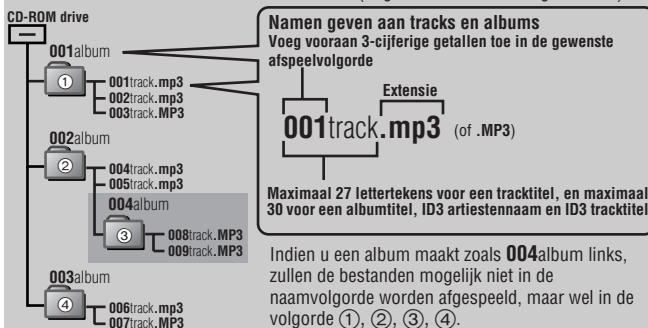 CD-ROM drive
001album
①
001track.mp3
002track.mp3
003track.MP3
002album
②
004track.mp3
005track.mp3
004album
③
008track.MP3
009track.MP3
003album
④
006track.mp3
007track.MP3
Namen geven aan tracks en albums
Voeg vooraan 3-cijferige getallen toe in de gewenste
afspeelvolgorde
Extensie
001track.mp3 (of .MP3)
Maximaal 27 lettertekens voor een tracktitel, en maximaal
30 voor een albumtitel, ID3 artiestennaam en ID3 tracktitel
Indien u een album maakt zoals 004album links,
zullen de bestanden mogelijk niet in de
naamvolgorde worden afgespeeld, maar wel in de
volgorde ①, ②, ③, ④.